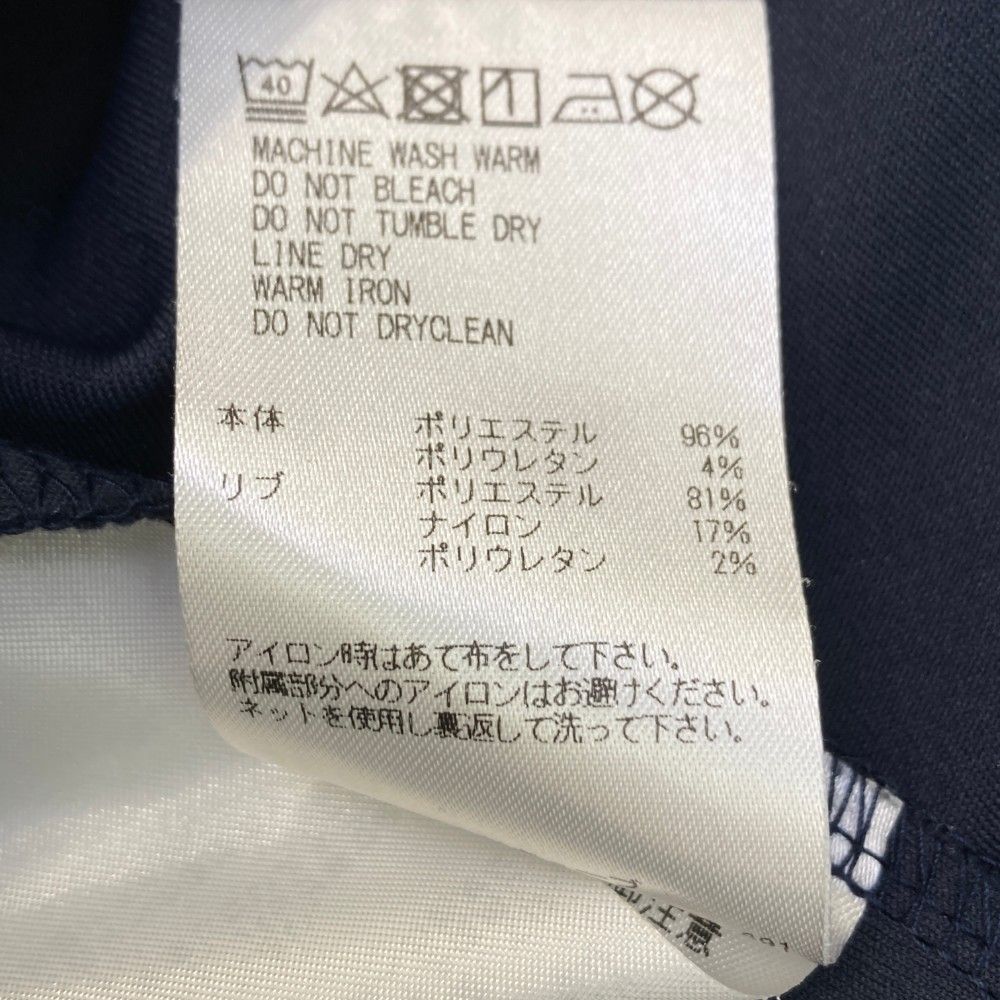 40
MACHINE WASH WARM
DO NOT BLEACH
DO NOT TUMBLE DRY
LINE DRY
WARM IRON
DO NOT DRYCLEAN
本体 ポリエステル 96%
ポリウレタン 4%
リブ ポリエステル 81%
ナイロン 17%
ポリウレタン 2%
アイロン時はあて布をして下さい。
附属部分へのアイロンはお避けください。
ネットを使用し裏返して洗って下さい。
注意